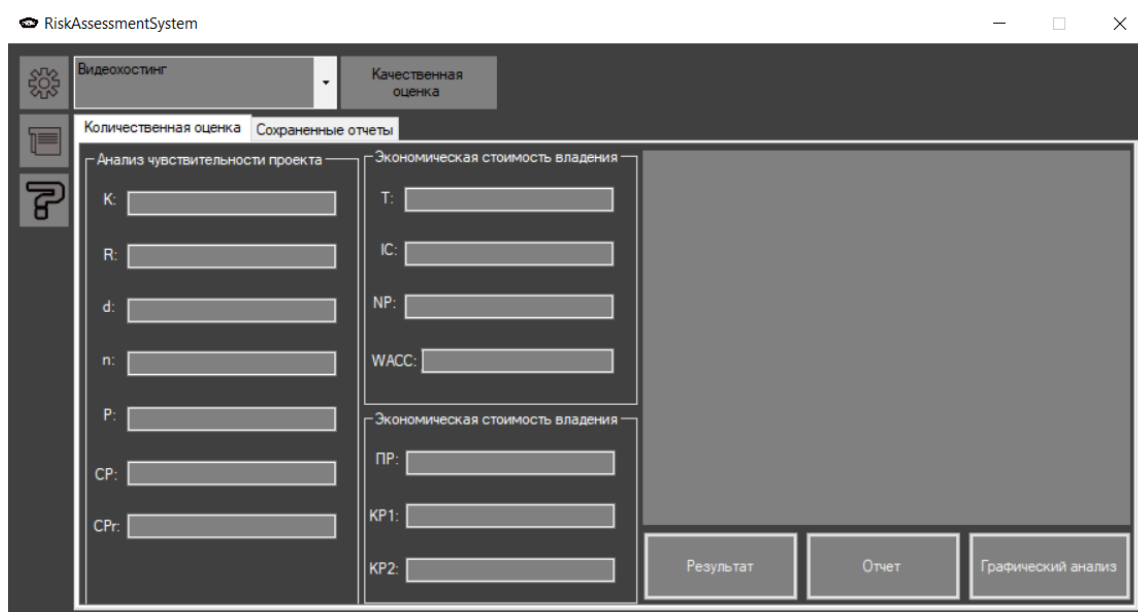 RiskAssessmentSystem
Видеохостинг
Качественная
оценка
Количественная оценка
Сохраненные отчеты
Анализ чувствительности проекта
K:
R:
d:
n:
P:
CP:
CPr:
Экономическая стоимость владения
T:
IC:
NP:
WACC:
Экономическая стоимость владения
ПР:
КР1:
КР2:
Результат
Отчет
Графический анализ